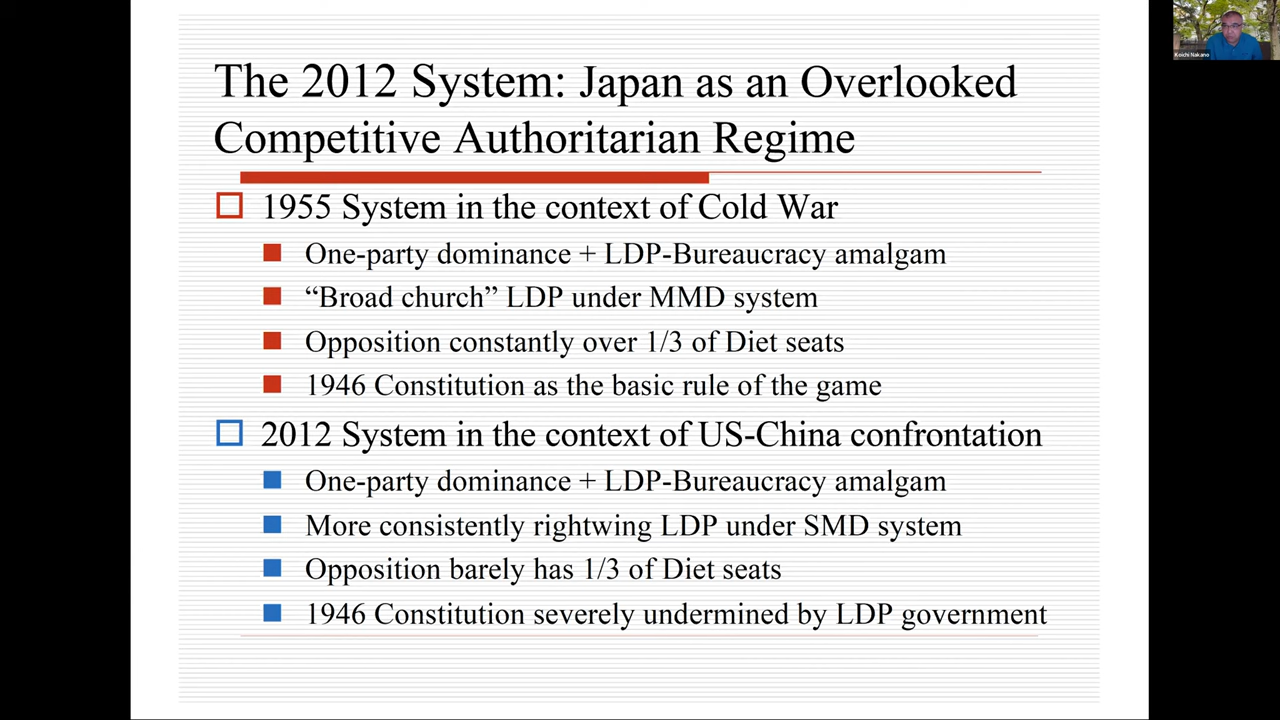 The 2012 System: Japan as an Overlooked
Competitive Authoritarian Regime
1955 System in the context of Cold War
One-party dominance + LDP-Bureaucracy amalgam
“Broad church” LDP under MMD system
Opposition constantly over 1/3 of Diet seats
1946 Constitution as the basic rule of the game
2012 System in the context of US-China confrontation
One-party dominance + LDP-Bureaucracy amalgam
More consistently rightwing LDP under SMD system
Opposition barely has 1/3 of Diet seats
1946 Constitution severely undermined by LDP government
Koichi Nakano